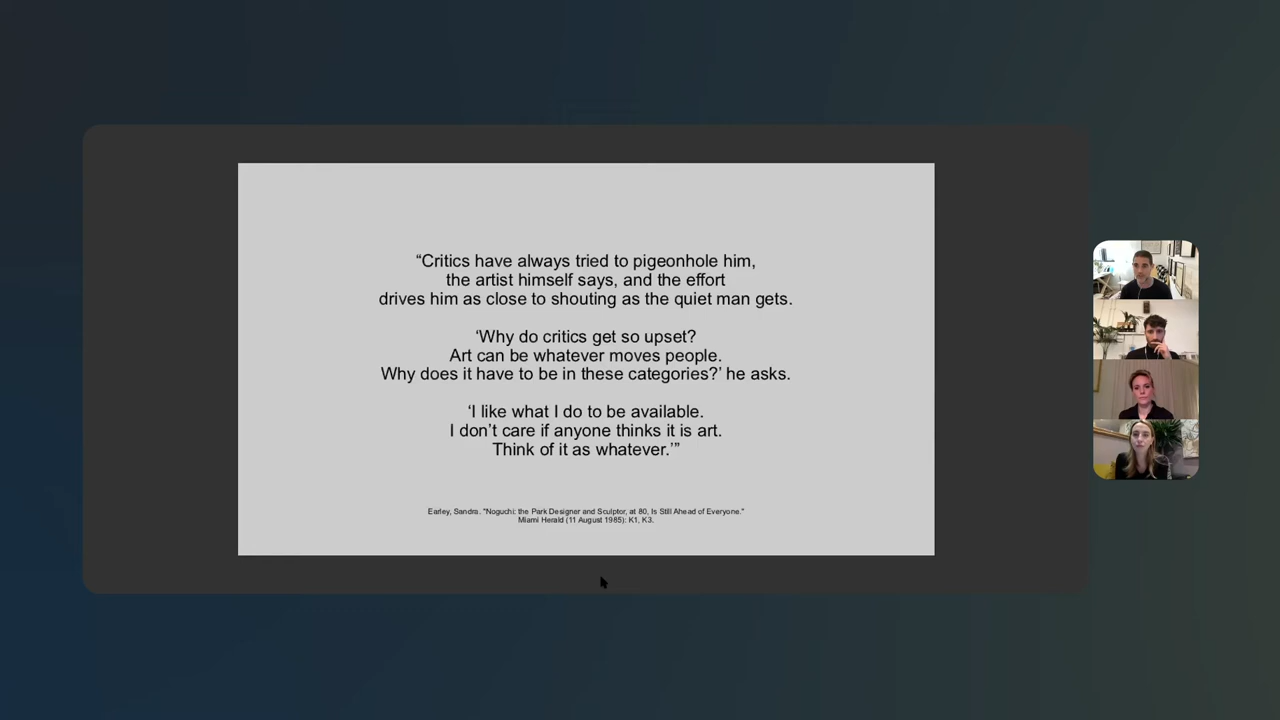 “Critics have always tried to pigeonhole him,
the artist himself says, and the effort
drives him as close to shouting as the quiet man gets.
‘Why do critics get so upset?
Art can be whatever moves people.
Why does it have to be in these categories?’ he asks.
‘I like what I do to be available.
I don’t care if anyone thinks it is art.
Think of it as whatever.’”
Earley, Sandra. "Noguchi: the Park Designer and Sculptor, at 80, Is Still Ahead of Everyone."
Miami Herald (11 August 1985): K1, K3.